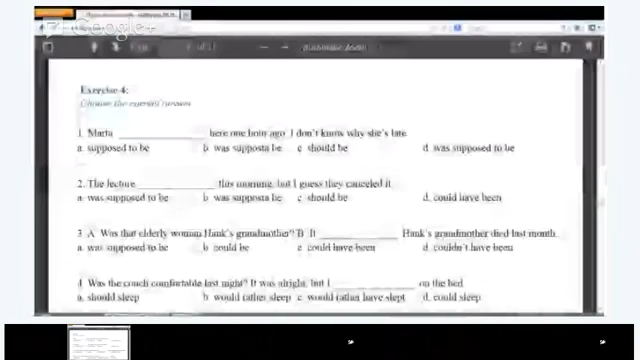 Google+
Automatic Zoom
Exercise 4:
Choose the correct answer
1. Marta ______________ here one hour ago. I don't know why she's late.
a. supposed to be b. was supposta be c. should be d. was supposed to be
2. The lecture ______________ this morning, but I guess they canceled it.
a. was supposed to be b. was supposta be c. should be d. could have been
3. A. Was that elderly woman Hank's grandmother? B. It ______________ Hank's grandmother died last month.
a. was supposed to be b. could be c. could have been d. couldn't have been
4. Was the couch comfortable last night? It was alright, but I ______________ on the bed.
a. should sleep b. would rather sleep c. would rather have slept d. could sleep